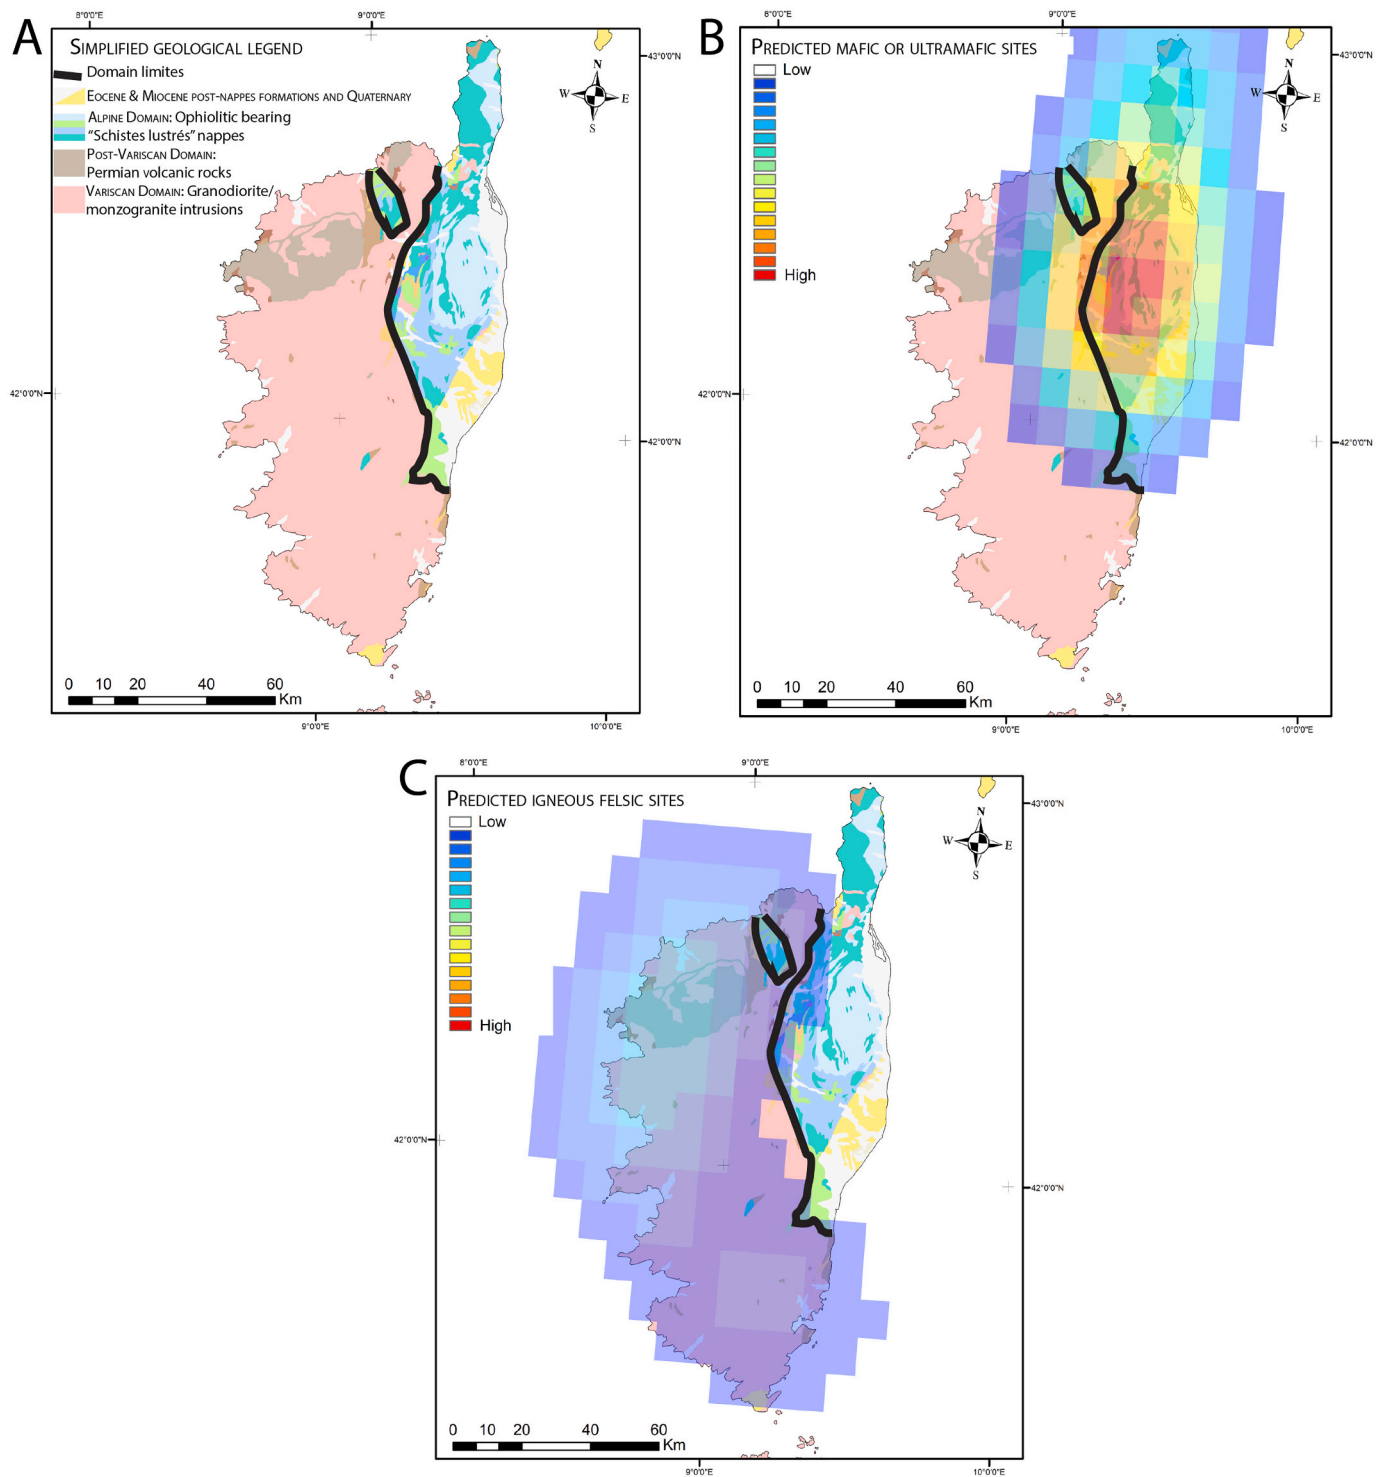 A
8°0'0"E
9°0'0"E
SIMPLIFIED GEOLOGICAL LEGEND
Domain limites
EOCENE & MIOCENE POST-NAPPES FORMATIONS AND QUATERNARY
ALPINE DOMAIN: Ophiolitic bearing
"Schistes lustrés" nappes
POST-VARISCAN DOMAIN:
Permian volcanic rocks
VARISCAN DOMAIN: Granodiorite/
monzogranite intrusions
N
W E
S
43°0'0"N
42°0'0"N
42°0'0"N
0 10 20 40 60
Km
9°0'0"E
10°0'0"E
B
8°0'0"E
9°0'0"E
PREDICTED MAFIC OR ULTRAMAFIC SITES
Low
High
N
W E
S
43°0'0"N
42°0'0"N
42°0'0"N
0 10 20 40 60
Km
9°0'0"E
10°0'0"E
C
8°0'0"E
9°0'0"E
PREDICTED IGNEOUS FELSIC SITES
Low
High
N
W E
S
43°0'0"N
42°0'0"N
42°0'0"N
0 10 20 40 60
Km
9°0'0"E
10°0'0"E